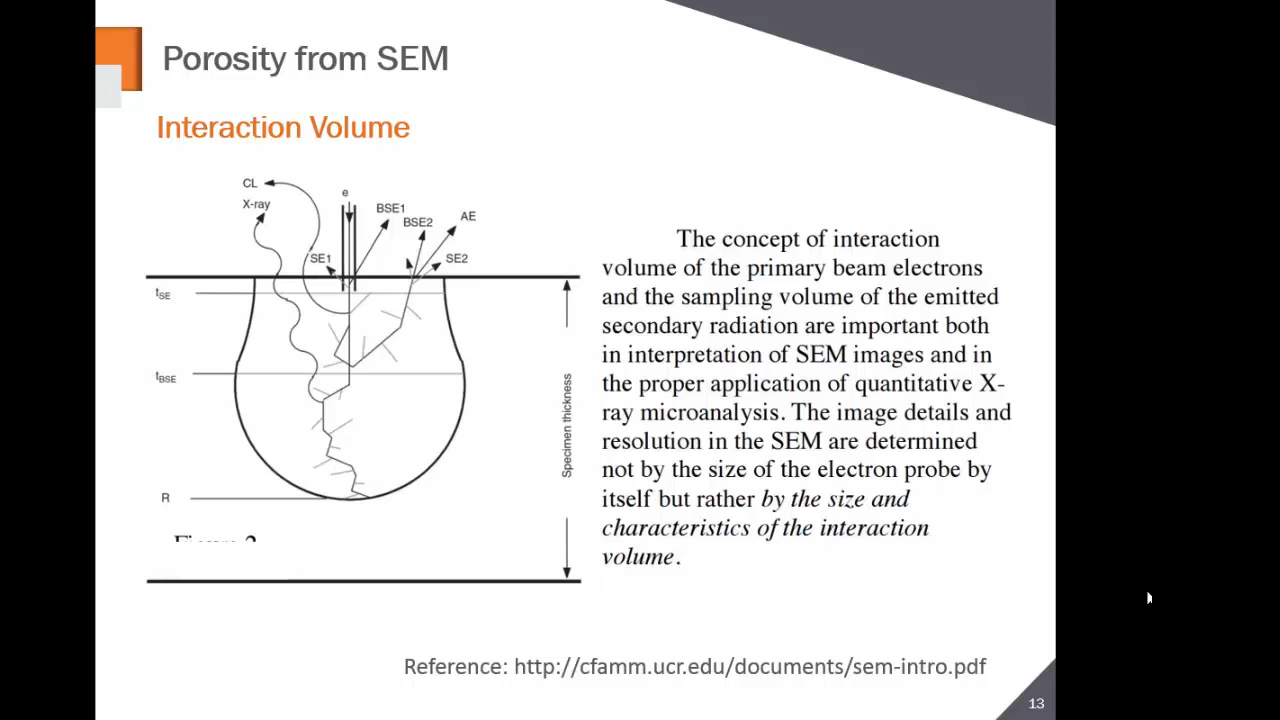 Porosity from SEM
Interaction Volume
CL
X-ray
e
BSE1
BSE2
AE
SE1
SE2
tSE
tBSE
R
Specimen thickness
Figure 2
The concept of interaction
volume of the primary beam electrons
and the sampling volume of the emitted
secondary radiation are important both
in interpretation of SEM images and in
the proper application of quantitative X-
ray microanalysis. The image details and
resolution in the SEM are determined
not by the size of the electron probe by
itself but rather by the size and
characteristics of the interaction
volume.
Reference: http://cfamm.ucr.edu/documents/sem-intro.pdf
13